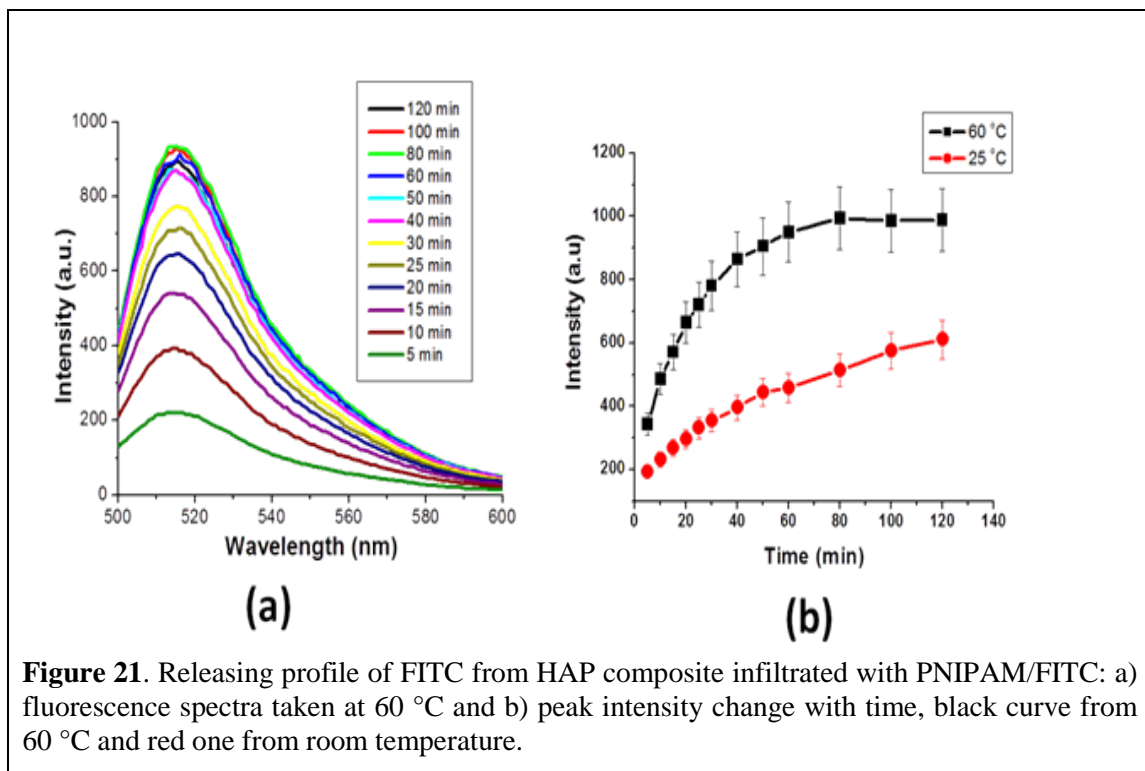 120 min
100 min
80 min
60 min
50 min
40 min
30 min
25 min
20 min
15 min
10 min
5 min
1000
800
600
400
200
0
Intensity (a.u.)
500 520 540 560 580 600
Wavelength (nm)
(a)
60 °C
25 °C
1200
1000
800
600
400
200
Intensity (a.u)
0 20 40 60 80 100 120 140
Time (min)
(b)
Figure 21. Releasing profile of FITC from HAP composite infiltrated with PNIPAM/FITC: a)
fluorescence spectra taken at 60 °C and b) peak intensity change with time, black curve from
60 °C and red one from room temperature.